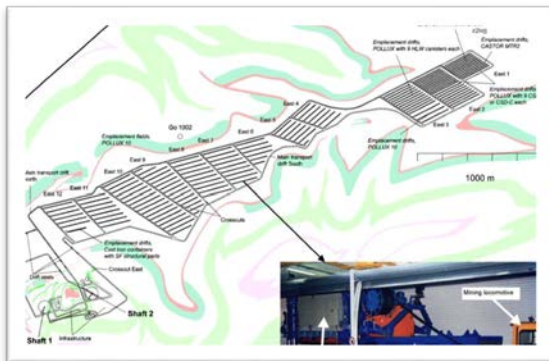 Emplacement drifts,
POLLUX with 9 HLW canisters each
Emplacement drifts,
CASTOR MTR2
East 1
Emplacement drifts
POLLUX with 9
or CSD-C each
East 2
East 3
East 4
East 5
Go 1002
Emplacement fields,
POLLUX 10
East 6
East 7
East 8
East 9
East 10
East 11
East 12
Emplacement drifts,
POLLUX 10
1000 m
Main transport
drift South
Main transport drift
Crosscuts
Emplacement drifts,
Cast iron containers
with SF structural parts
Crosscut East
Shaft 2
Shaft 1
Infrastructure
Mining locomotive